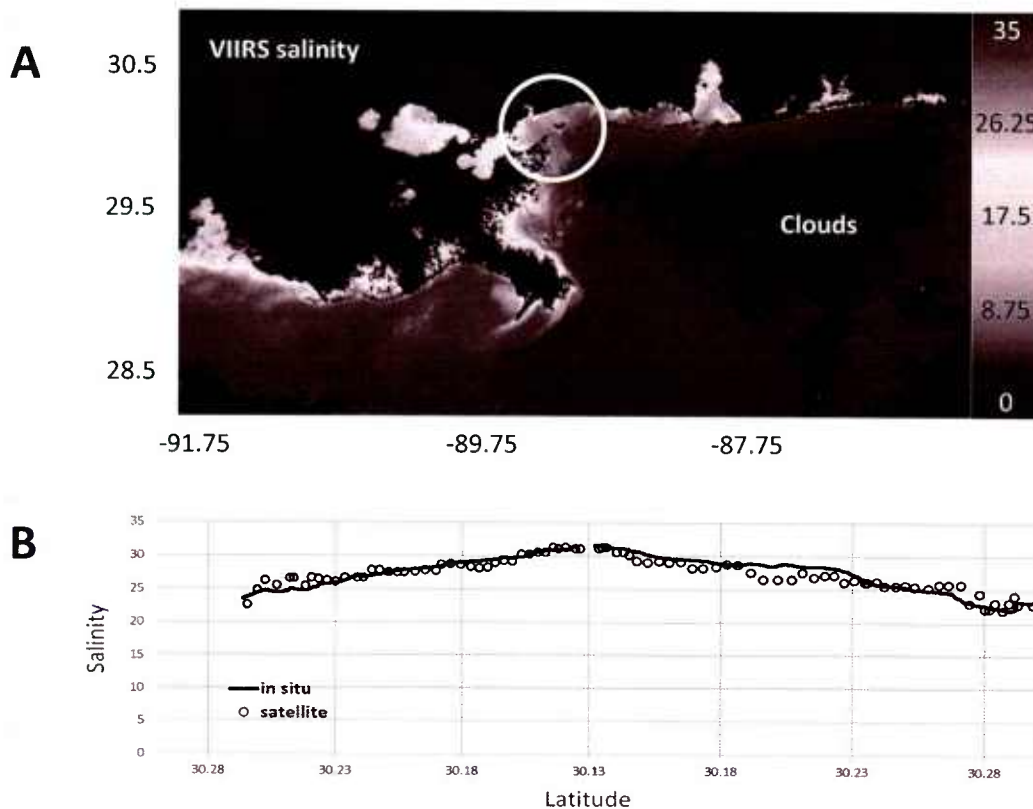 A
VIIRS salinity
30.5
29.5
28.5
Clouds
35
26.25
17.5
8.75
0
-91.75 -89.75 -87.75
B
35
30
25
20
15
10
5
0
Salinity
in situ
satellite
30.28 30.23 30.18 30.13 30.18 30.23 30.28
Latitude